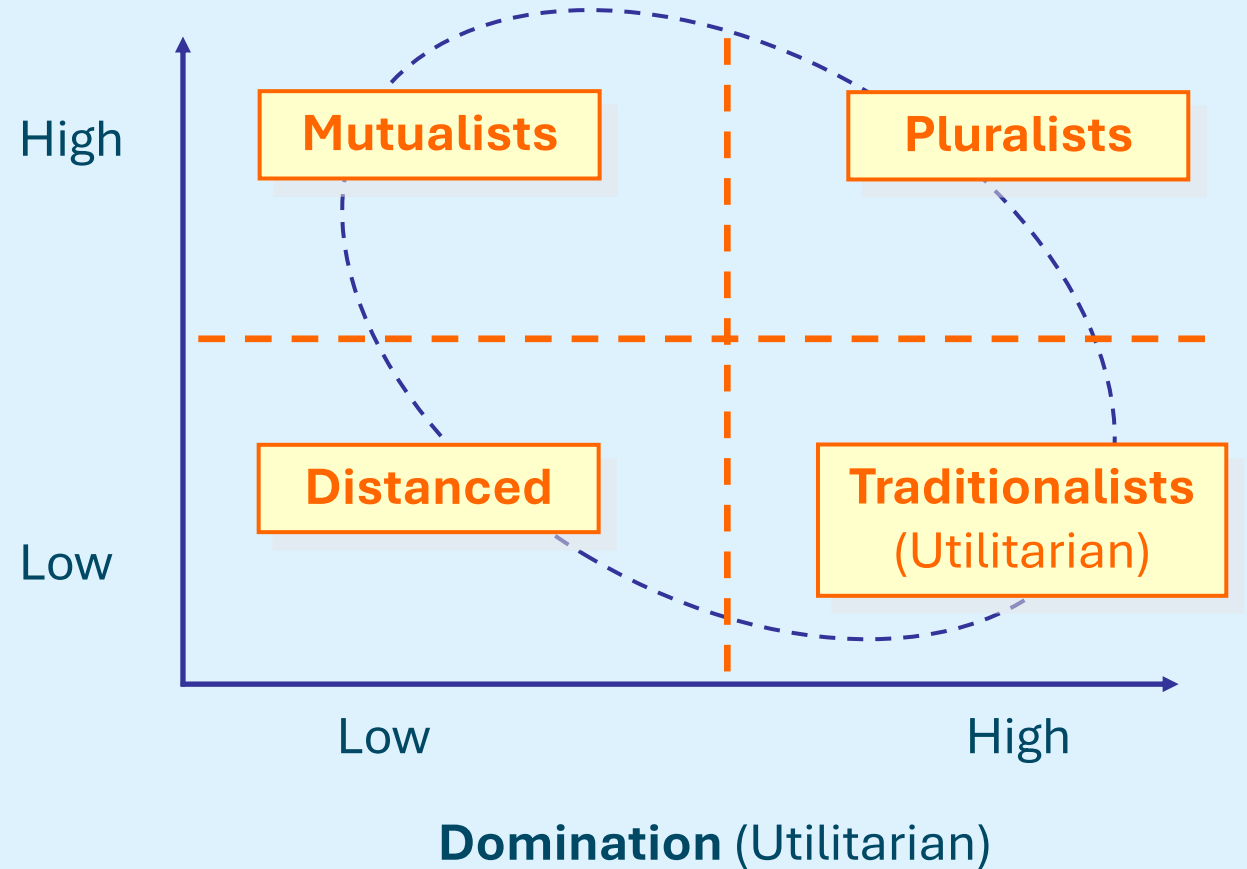 High
Mutualists
Pluralists
Distanced
Traditionalists
(Utilitarian)
Low
Low
High
Domination (Utilitarian)